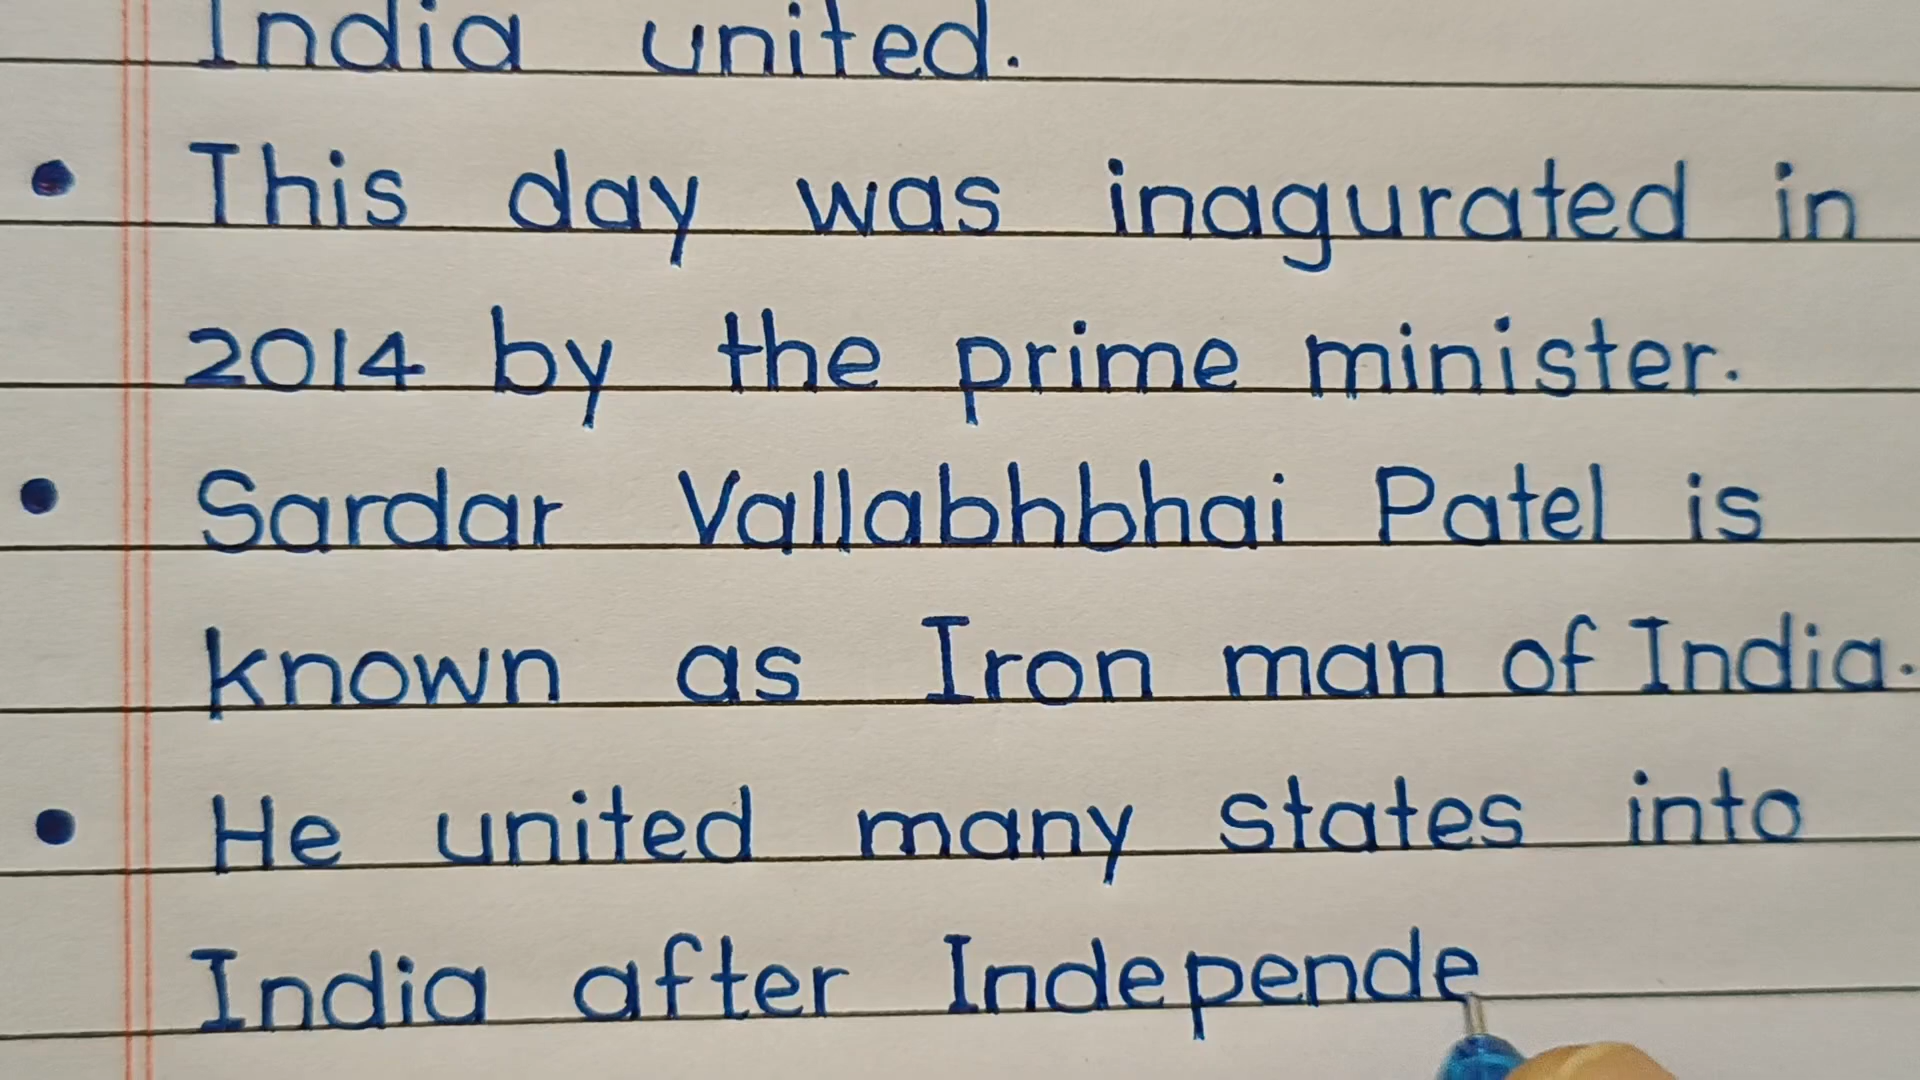 India united.
• This day was inagurated in
2014 by the prime minister.
• Sardar Vallabhbhai Patel is
known as Iron man of India.
• He united many states into
India after Independe